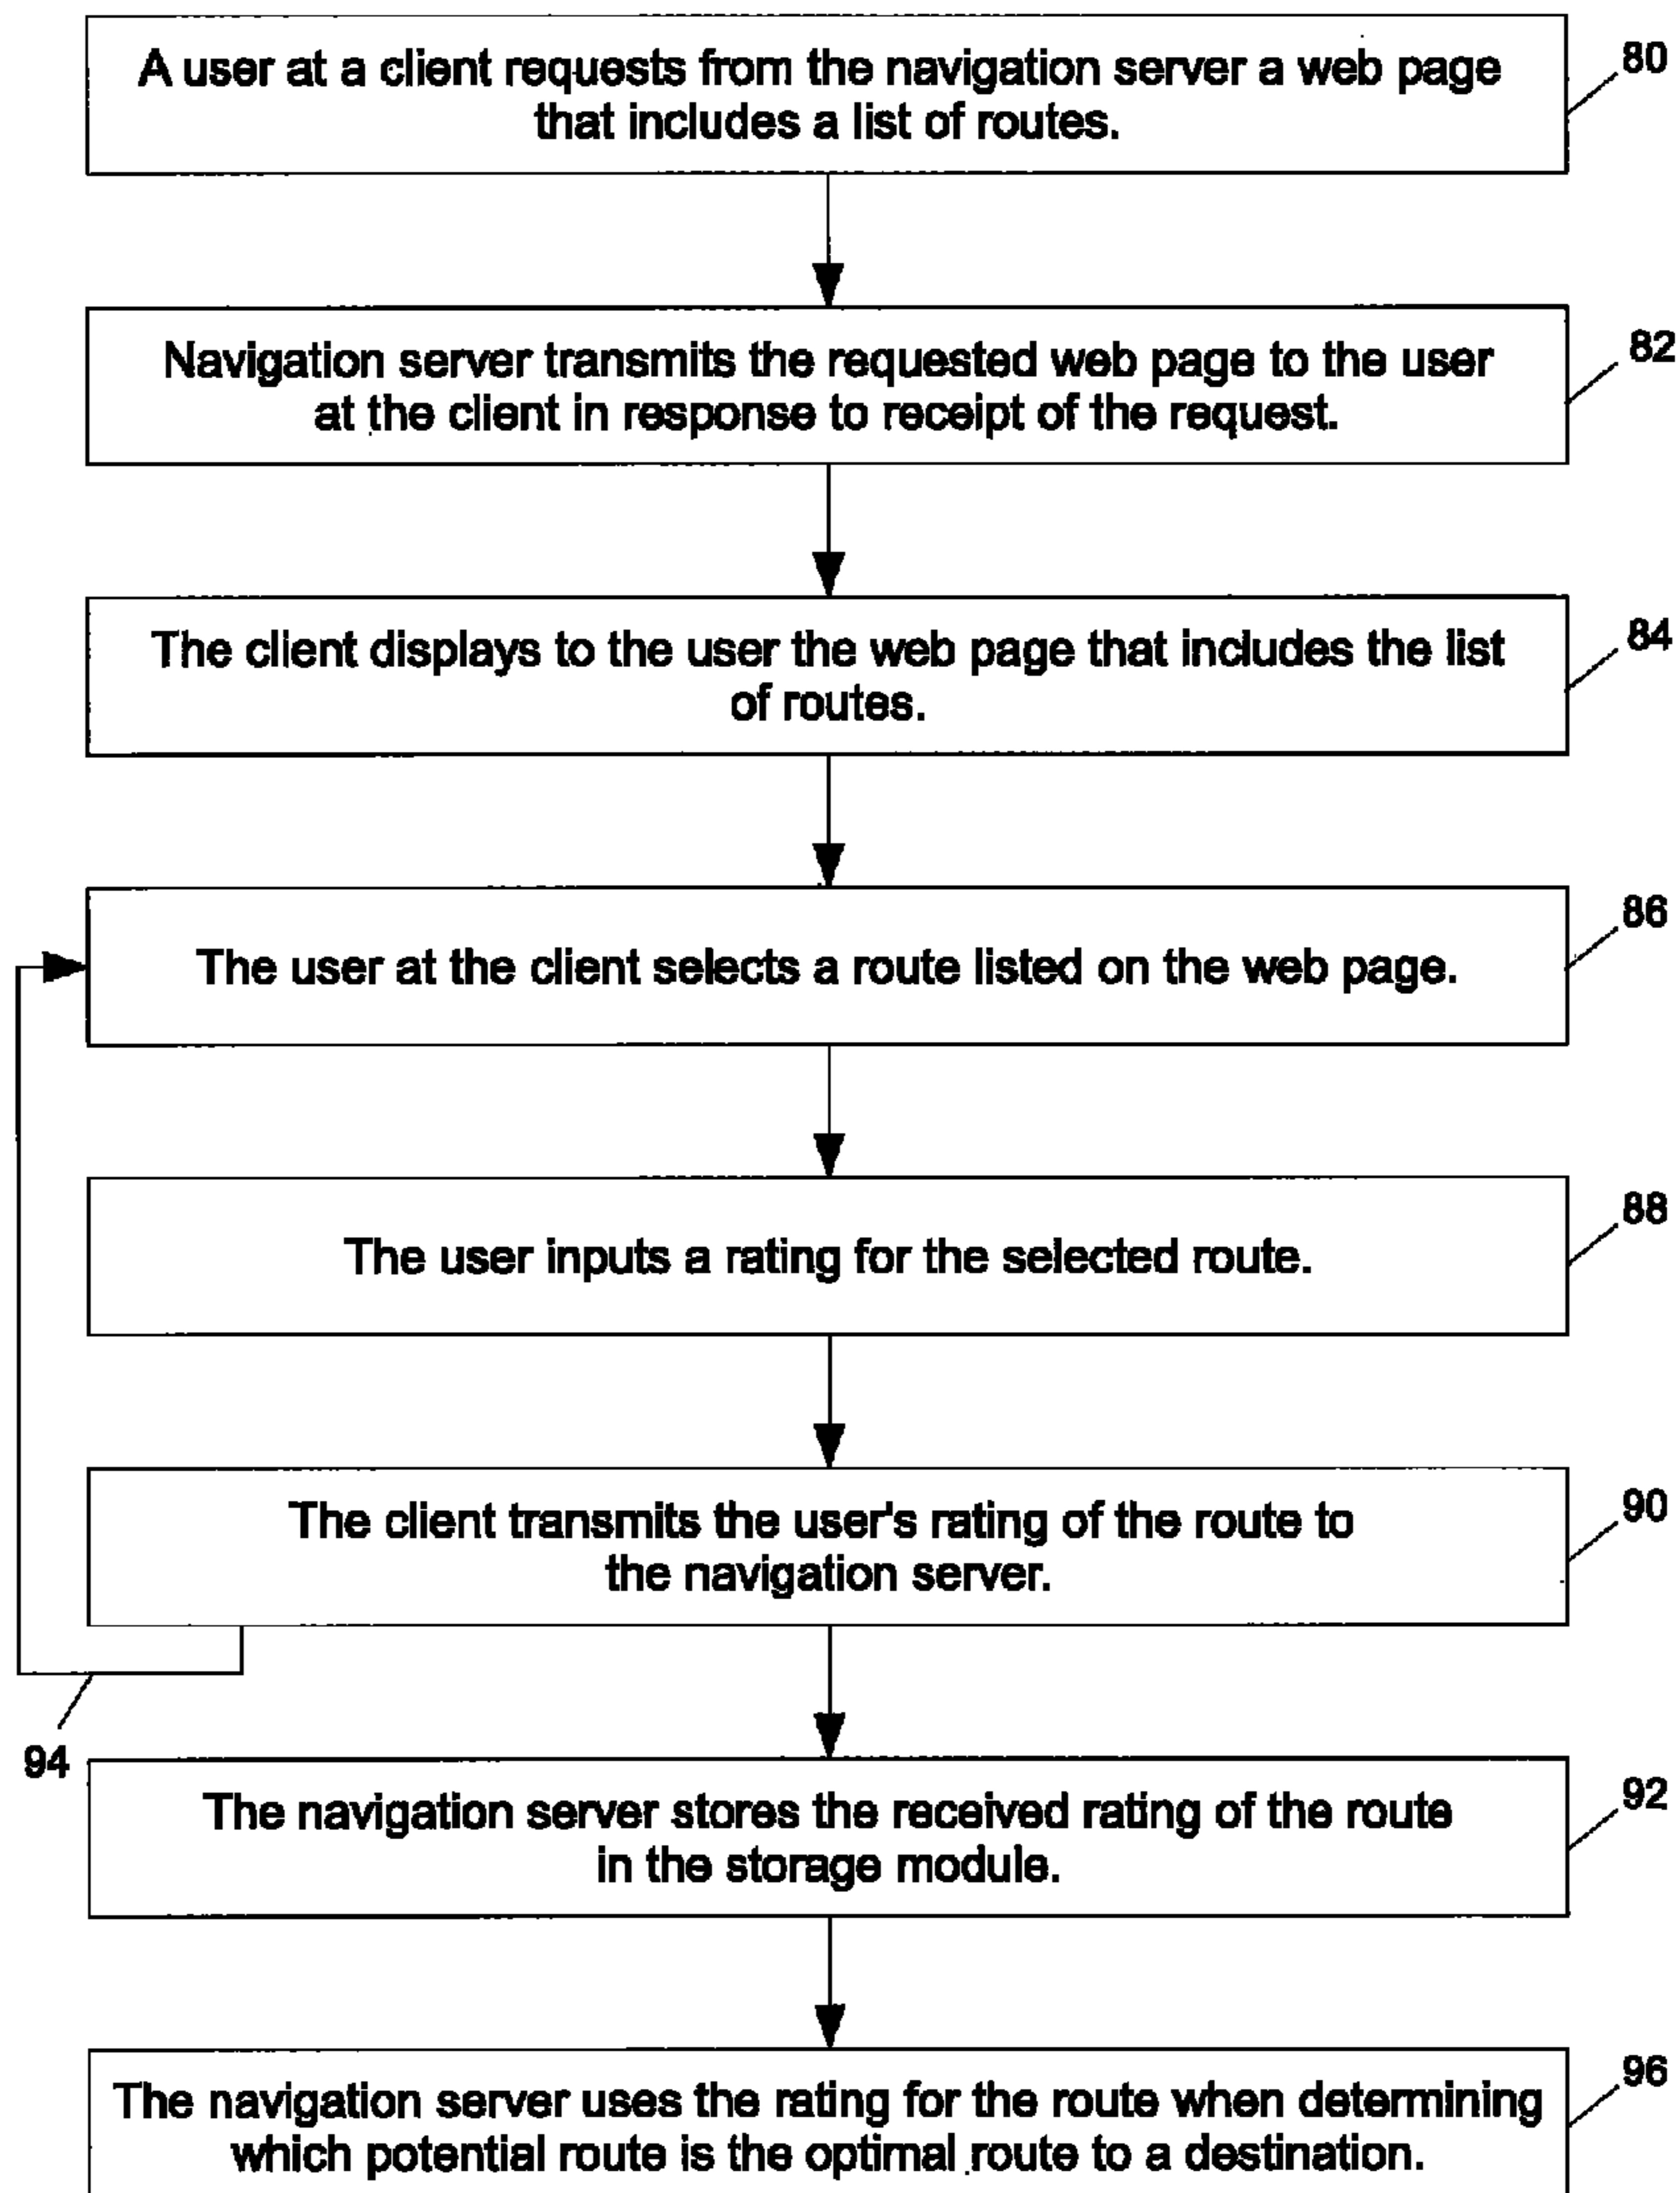 A user at a client requests from the navigation server a web page
that includes a list of routes.
80
Navigation server transmits the requested web page to the user
at the client in response to receipt of the request.
82
The client displays to the user the web page that includes the list
of routes.
84
The user at the client selects a route listed on the web page.
86
The user inputs a rating for the selected route.
88
The client transmits the user's rating of the route to
the navigation server.
90
94
The navigation server stores the received rating of the route
in the storage module.
92
The navigation server uses the rating for the route when determining
which potential route is the optimal route to a destination.
96